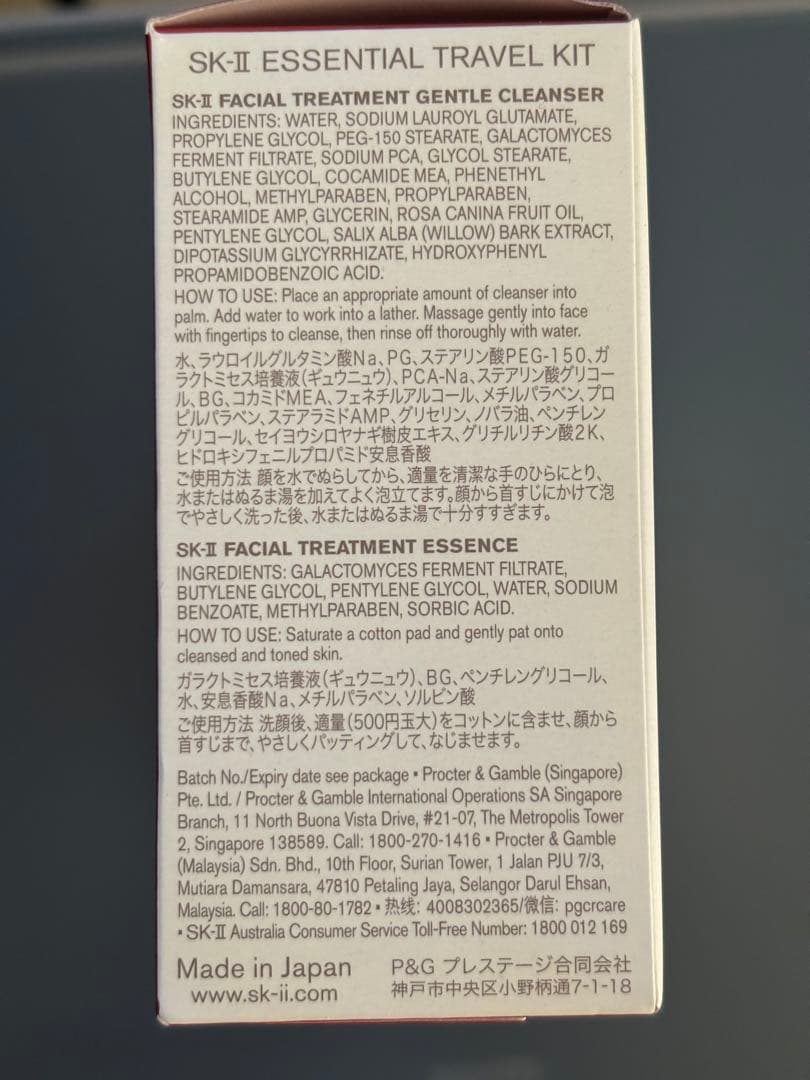 SK-II ESSENTIAL TRAVEL KIT
SK-II FACIAL TREATMENT GENTLE CLEANSER
INGREDIENTS: WATER, SODIUM LAUROYL GLUTAMATE,
PROPYLENE GLYCOL, PEG-150 STEARATE, GALACTOMYCES
FERMENT FILTRATE, SODIUM PCA, GLYCOL STEARATE,
BUTYLENE GLYCOL, COCAMIDE MEA, PHENETHYL
ALCOHOL, METHYLPARABEN, PROPYLPARABEN,
STEARAMIDE AMP, GLYCERIN, ROSA CANINA FRUIT OIL,
PENTYLENE GLYCOL, SALIX ALBA (WILLOW) BARK EXTRACT,
DIPOTASSIUM GLYCYRRHIZATE, HYDROXYPHENYL
PROPAMIDOBENZOIC ACID.
HOW TO USE: Place an appropriate amount of cleanser into
palm. Add water to work into a lather. Massage gently into face
with fingertips to cleanse, then rinse off thoroughly with water.
水、ラウロイルグルタミン酸Na、PG、ステアリン酸PEG-150、ガ
ラクトミセス培養液(ギュウニュウ)、PCA-Na、ステアリン酸グリコー
ル、BG、コカミドMEA、フェネチルアルコール、メチルパラベン、プロ
ピルパラベン、ステアラミドAMP、グリセリン、ノバラ油、ペンチレン
グリコール、セイヨウシロヤナギ樹皮エキス、グリチルリチン酸2K、
ヒドロキシフェニルプロパミド安息香酸
ご使用方法 顔を水でぬらしてから、適量を清潔な手のひらにとり、
水またはぬるま湯を加えてよく泡立てます。顔から首すじにかけて泡
でやさしく洗った後、水またはぬるま湯で十分すすぎます。
SK-II FACIAL TREATMENT ESSENCE
INGREDIENTS: GALACTOMYCES FERMENT FILTRATE,
BUTYLENE GLYCOL, PENTYLENE GLYCOL, WATER, SODIUM
BENZOATE, METHYLPARABEN, SORBIC ACID.
HOW TO USE: Saturate a cotton pad and gently pat onto
cleansed and toned skin.
ガラクトミセス培養液(ギュウニュウ)、BG、ペンチレングリコール、
水、安息香酸Na、メチルパラベン、ソルビン酸
ご使用方法 洗顔後、適量(500円玉大)をコットンに含ませ、顔から
首すじまで、やさしくパッティングして、なじませます。
Batch No./Expiry date see package ▪ Procter & Gamble (Singapore)
Pte. Ltd. / Procter & Gamble International Operations SA Singapore
Branch, 11 North Buona Vista Drive, #21-07, The Metropolis Tower
2, Singapore 138589. Call: 1800-270-1416 ▪ Procter & Gamble
(Malaysia) Sdn. Bhd., 10th Floor, Surian Tower, 1 Jalan PJU 7/3,
Mutiara Damansara, 47810 Petaling Jaya, Selangor Darul Ehsan,
Malaysia. Call: 1800-80-1782 ▪ 热线: 4008302365/微信: pgcrcare
▪ SK-II Australia Consumer Service Toll-Free Number: 1800 012 169
Made in Japan
www.sk-ii.com
P&G プレステージ合同会社
神戸市中央区小野柄通7-1-18